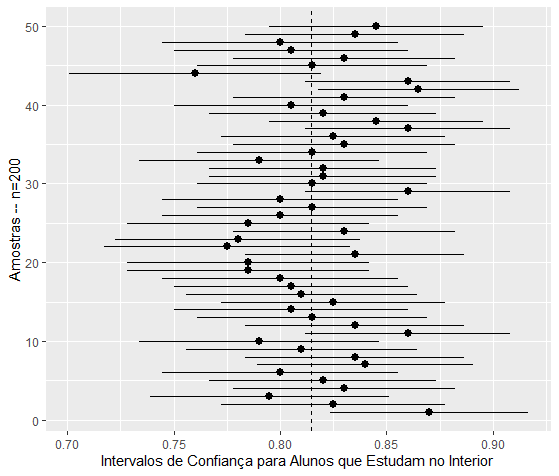 50
40
30
20
10
0
Amostras -- n=200
0.70 0.75 0.80 0.85 0.90
Intervalos de Confiança para Alunos que Estudam no Interior